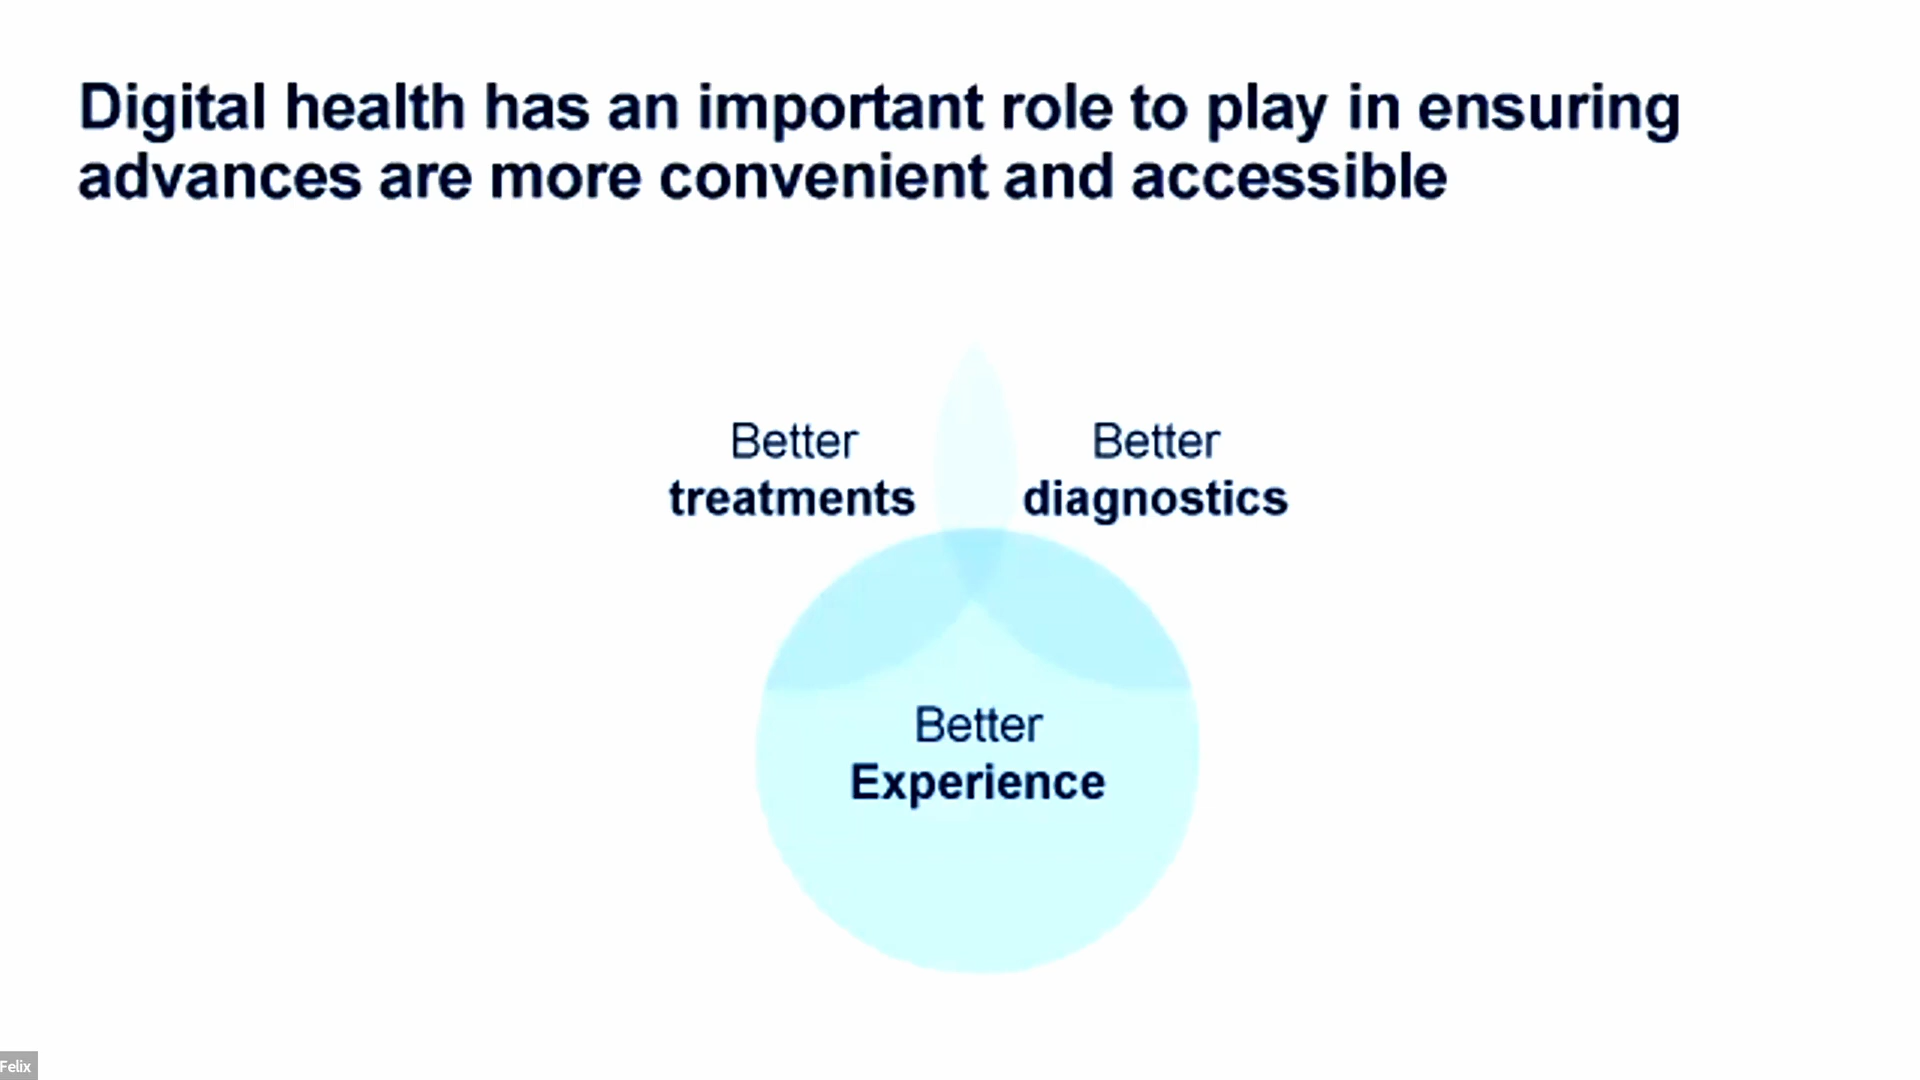 Digital health has an important role to play in ensuring
advances are more convenient and accessible
Better
treatments
Better
diagnostics
Better
Experience
Felix